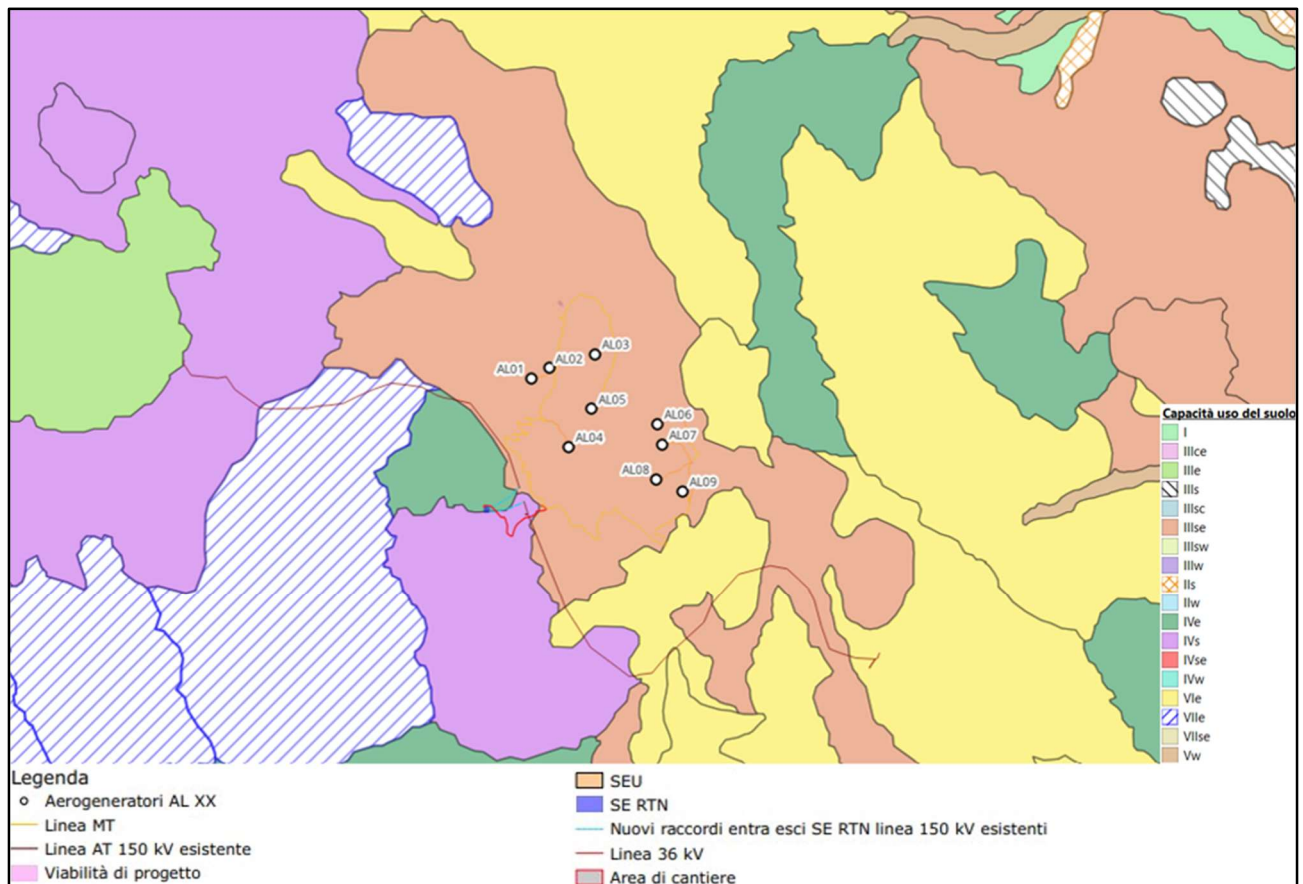 AL03
AL02
AL01
AL05
AL06
AL07
AL04
AL08
AL09
Capacità uso del suolo
I
IIIce
IIIe
IIIs
IIIsc
IIIse
IIIsw
IIIw
IIs
IIw
IVe
IVs
IVse
IVw
VIe
VIIe
VIIse
Vw
Legenda
Aerogeneratori AL XX
Linea MT
Linea AT 150 kV esistente
Viabilità di progetto
SEU
SE RTN
Nuovi raccordi entra esci SE RTN linea 150 kV esistenti
Linea 36 kV
Area di cantiere